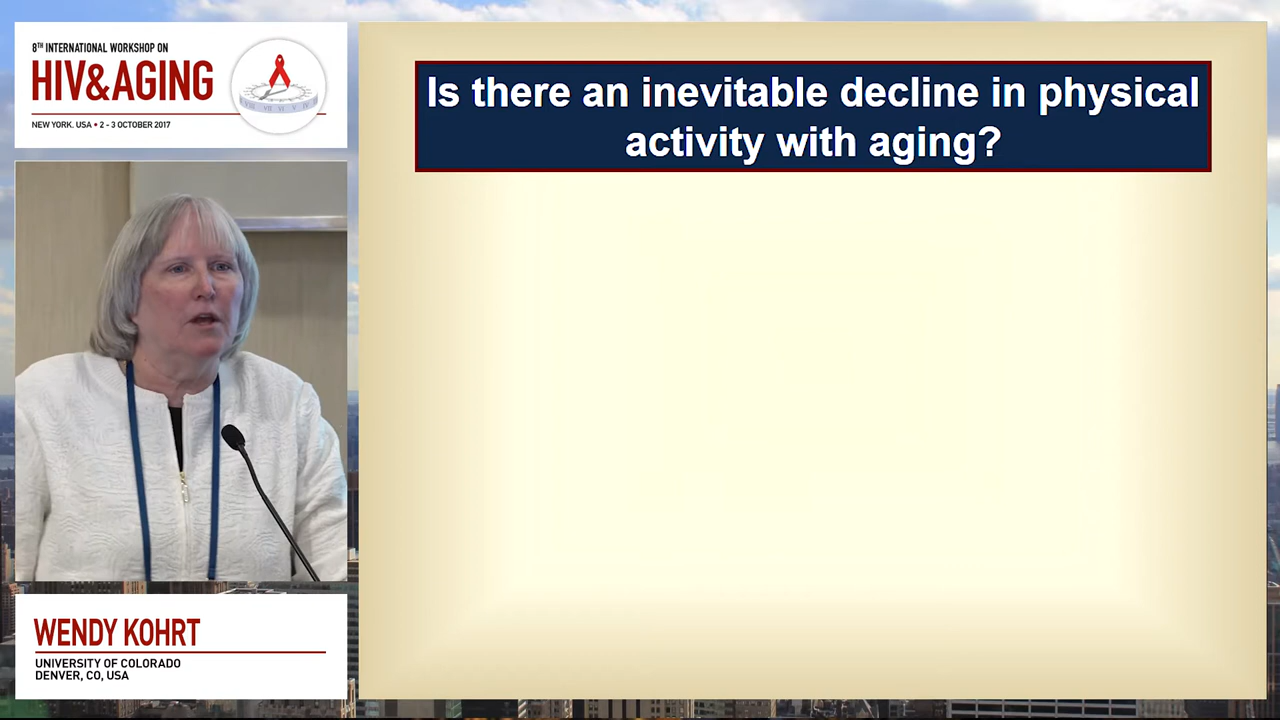 8TH INTERNATIONAL WORKSHOP ON
HIV&AGING
NEW YORK, USA • 2 - 3 OCTOBER 2017
WENDY KOHRT
UNIVERSITY OF COLORADO
DENVER, CO, USA
Is there an inevitable decline in physical
activity with aging?